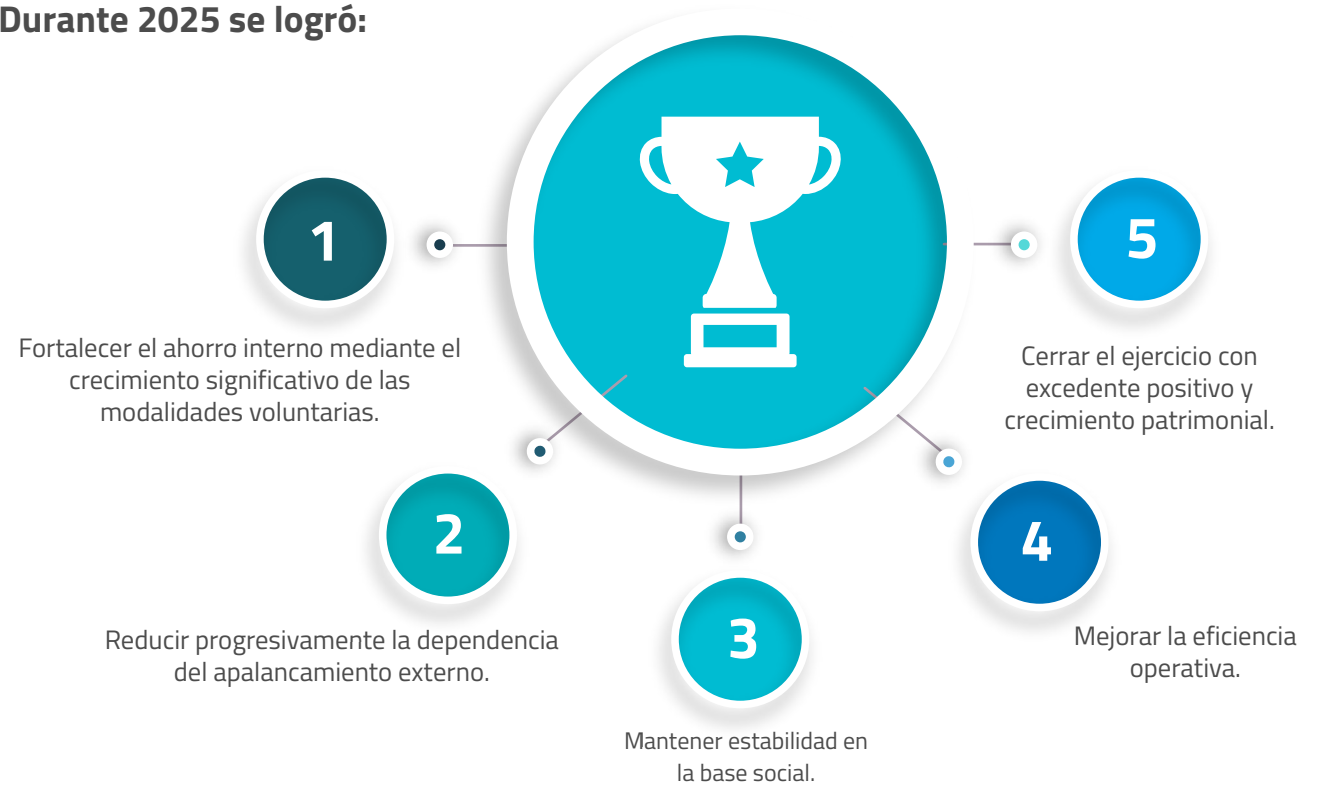 Durante 2025 se logró:
1
Fortalecer el ahorro interno mediante el
crecimiento significativo de las
modalidades voluntarias.
2
Reducir progresivamente la dependencia
del apalancamiento externo.
3
Mantener estabilidad en
la base social.
4
Mejorar la eficiencia
operativa.
5
Cerrar el ejercicio con
excedente positivo y
crecimiento patrimonial.